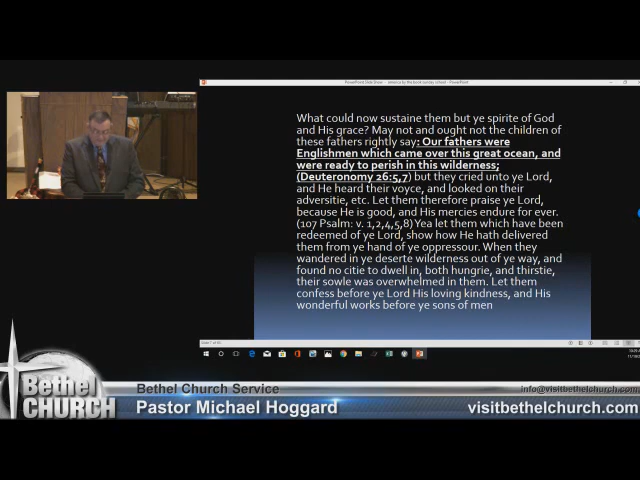 PowerPoint Slide Show
PowerPoint
What could now sustaine them but ye spirite of God
and His grace? May not and ought not the children of
these fathers rightly say: Our fathers were
Englishmen which came over this great ocean, and
were ready to perish in this wilderness;
(Deuteronomy 26:5,7) but they cried unto ye Lord,
and He heard their voyce, and looked on their
adversitie, etc. Let them therefore praise ye Lord,
because He is good, and His mercies endure for ever.
(107 Psalm: v. 1,2,4,5,8) Yea let them which have been
redeemed of ye Lord, show how He hath delivered
them from ye hand of ye oppressour. When they
wandered in ye deserte wilderness out of ye way, and
found no citie to dwell in, both hungrie, and thirstie,
their sowle was overwhelmed in them. Let them
confess before ye Lord His loving kindness, and His
wonderful works before ye sons of men
Bethel
CHURCH
Bethel Church Service
info@visitbethelchurch.com
Pastor Michael Hoggard
visitbethelchurch.com